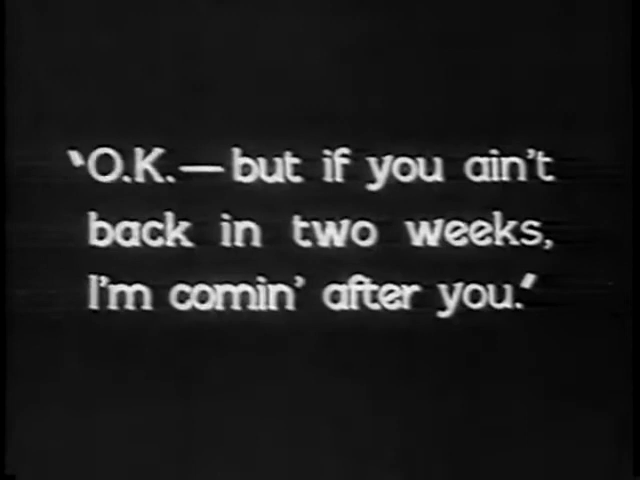 “O.K.—but if you ain't
back in two weeks,
I'm comin' after you.”